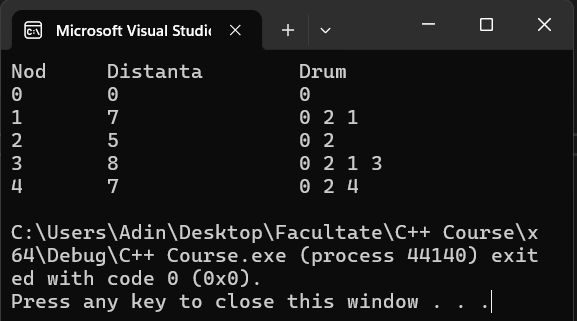 Microsoft Visual Studi
Nod Distanta Drum
0 0 0
1 7 0 2 1
2 5 0 2
3 8 0 2 1 3
4 7 0 2 4
C:\Users\Adin\Desktop\Facultate\C++ Course\x
64\Debug\C++ Course.exe (process 44140) exit
ed with code 0 (0x0).
Press any key to close this window . . .